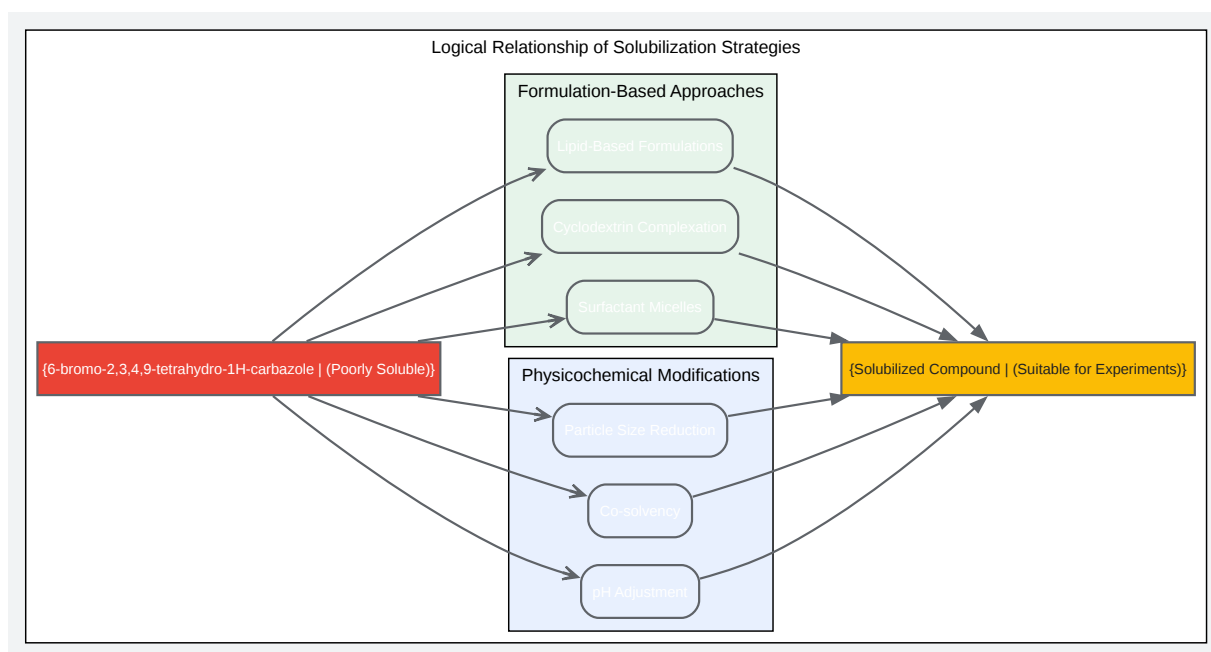 Logical Relationship of Solubilization Strategies
Formulation-Based Approaches
Lipid-Based Formulations
Cyclodextrin Complexation
Surfactant Micelles
{6-bromo-2,3,4,9-tetrahydro-1H-carbazole | (Poorly Soluble)}
{Solubilized Compound | (Suitable for Experiments)}
Physicochemical Modifications
Particle Size Reduction
Co-solvency
pH Adjustment